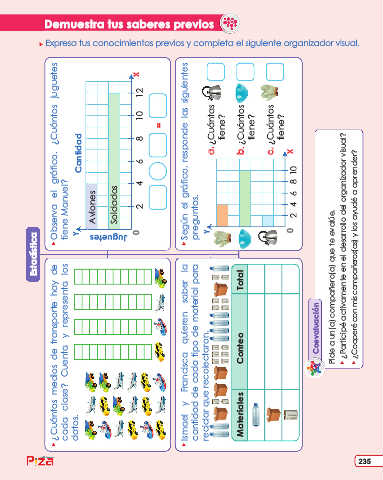 Demuestra tus saberes previos
Expresa tus conocimientos previos y completa el siguiente organizador visual.
Estadística
• ¿Cuántos medios de transporte hay de
cada clase? Cuenta y representa los
datos.
• Observa el gráfico. ¿Cuántos juguetes
tiene Manuel?
Cantidad
Y
Juguetes
Aviones
Soldados
X
0 2 4 6 8 10 12
=
• Ismael y Francisca quieren saber la
cantidad de cada tipo de material para
reciclar que recolectaron.
Materiales Conteo Total
• Según el gráfico, responde las siguientes
preguntas.
Y
X
0 2 4 6 8 10
a. ¿Cuántos
tiene?
b. ¿Cuántos
tiene?
c. ¿Cuántos
tiene?
Coevaluación
Pide a un(a) compañero(a) que te evalúe.
• ¿Participé activamente en el desarrollo del organizador visual?
• ¿Cooperé con mis compañeros(as) y los ayudé a aprender?
235